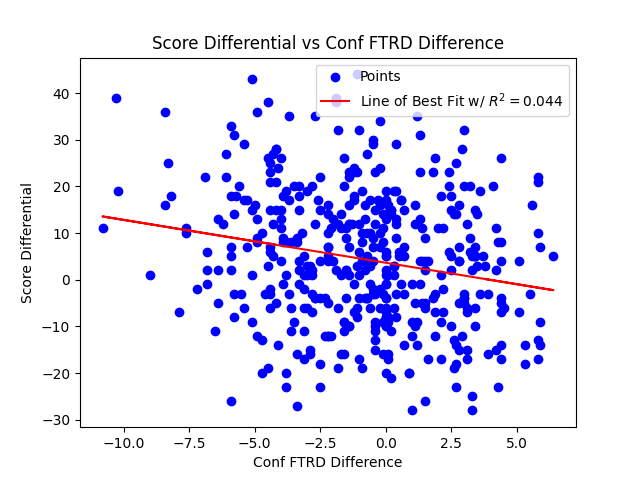 Score Differential vs Conf FTRD Difference
Points
Line of Best Fit w/ R² = 0.044
40
30
20
10
0
−10
−20
−30
Score Differential
−10.0 −7.5 −5.0 −2.5 0.0 2.5 5.0
Conf FTRD Difference